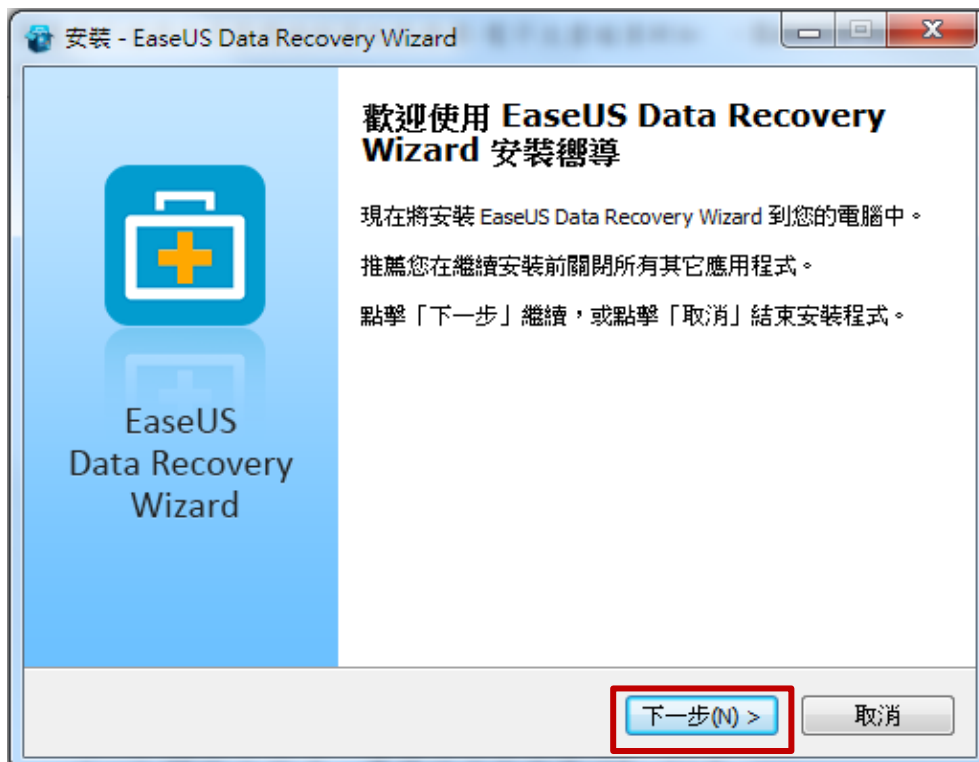 安裝 - EaseUS Data Recovery Wizard
歡迎使用 EaseUS Data Recovery
Wizard 安裝嚮導
現在將安裝 EaseUS Data Recovery Wizard 到您的電腦中。
推薦您在繼續安裝前關閉所有其它應用程式。
點擊「下一步」繼續，或點擊「取消」結束安裝程式。
EaseUS
Data Recovery
Wizard
下一步(N) >
取消